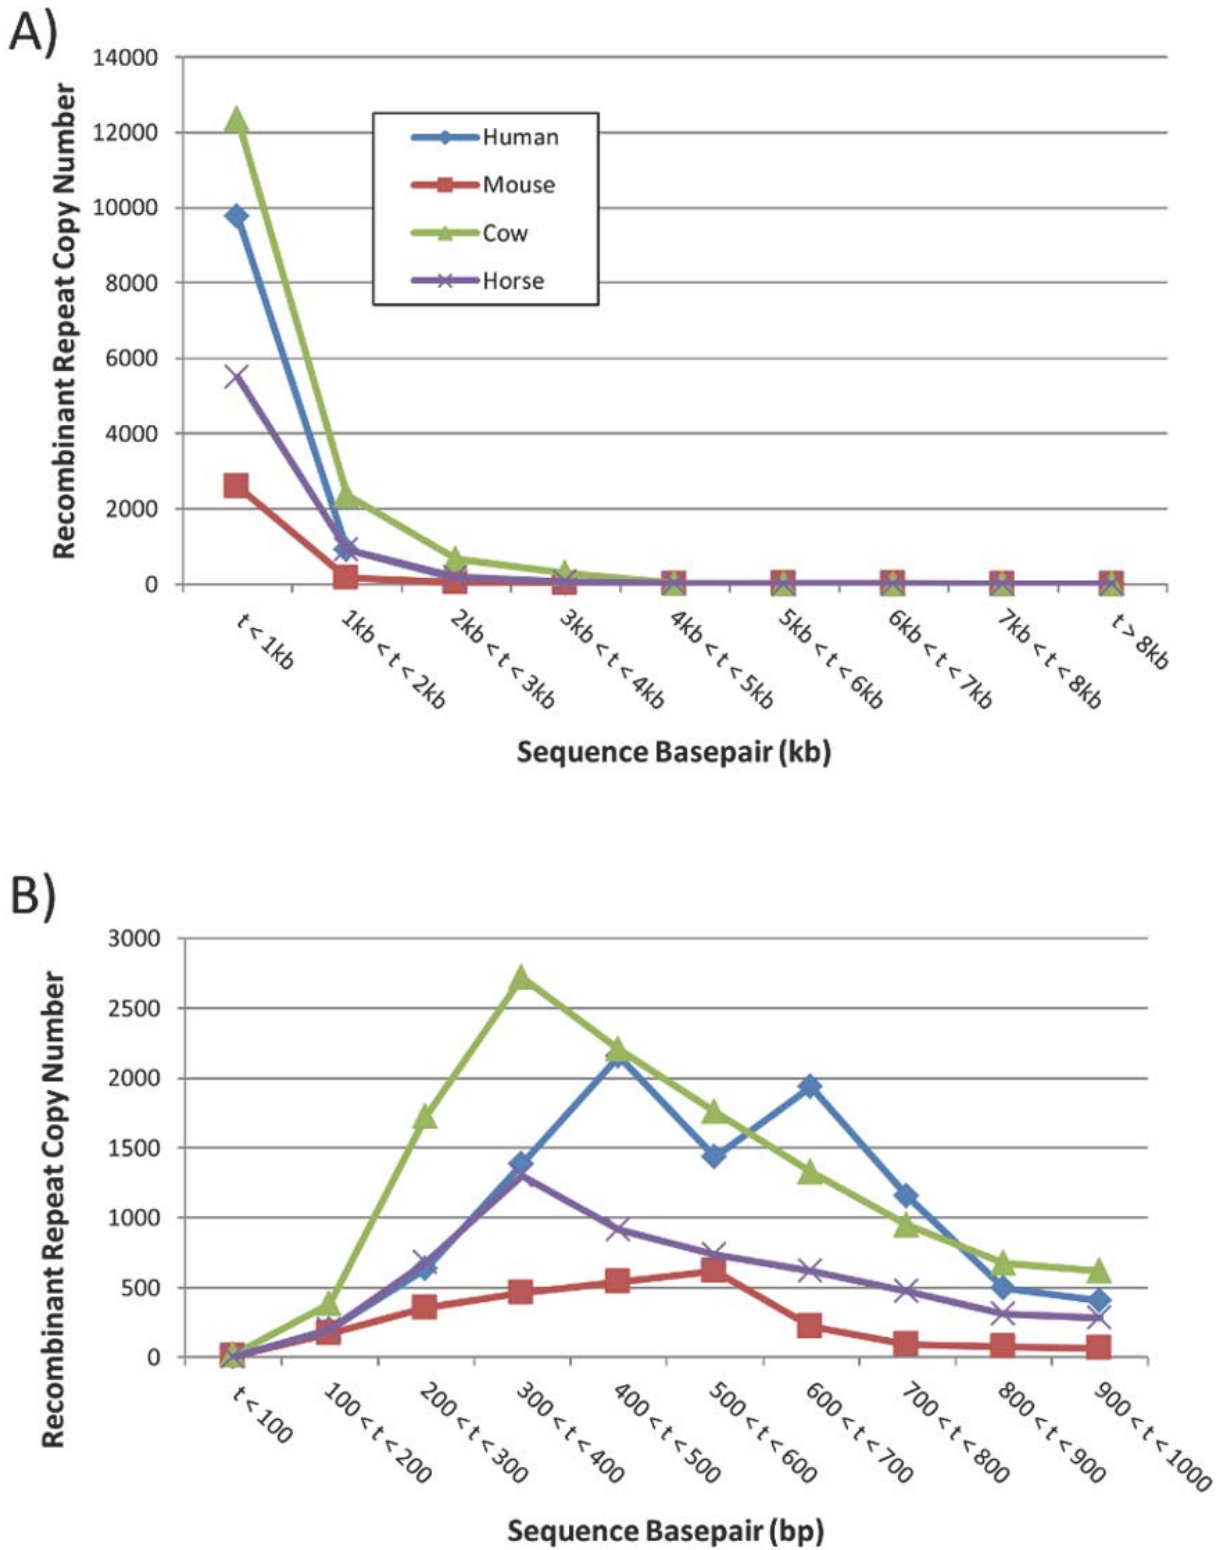 A)
Recombinant Repeat Copy Number
14000
12000
10000
8000
6000
4000
2000
0
Human
Mouse
Cow
Horse
t < 1kb
1kb < t < 2kb
2kb < t < 3kb
3kb < t < 4kb
4kb < t < 5kb
5kb < t < 6kb
6kb < t < 7kb
7kb < t < 8kb
t > 8kb
Sequence Basepair (kb)
B)
Recombinant Repeat Copy Number
3000
2500
2000
1500
1000
500
0
t < 100
100 < t < 200
200 < t < 300
300 < t < 400
400 < t < 500
500 < t < 600
600 < t < 700
700 < t < 800
800 < t < 900
900 < t < 1000
Sequence Basepair (bp)